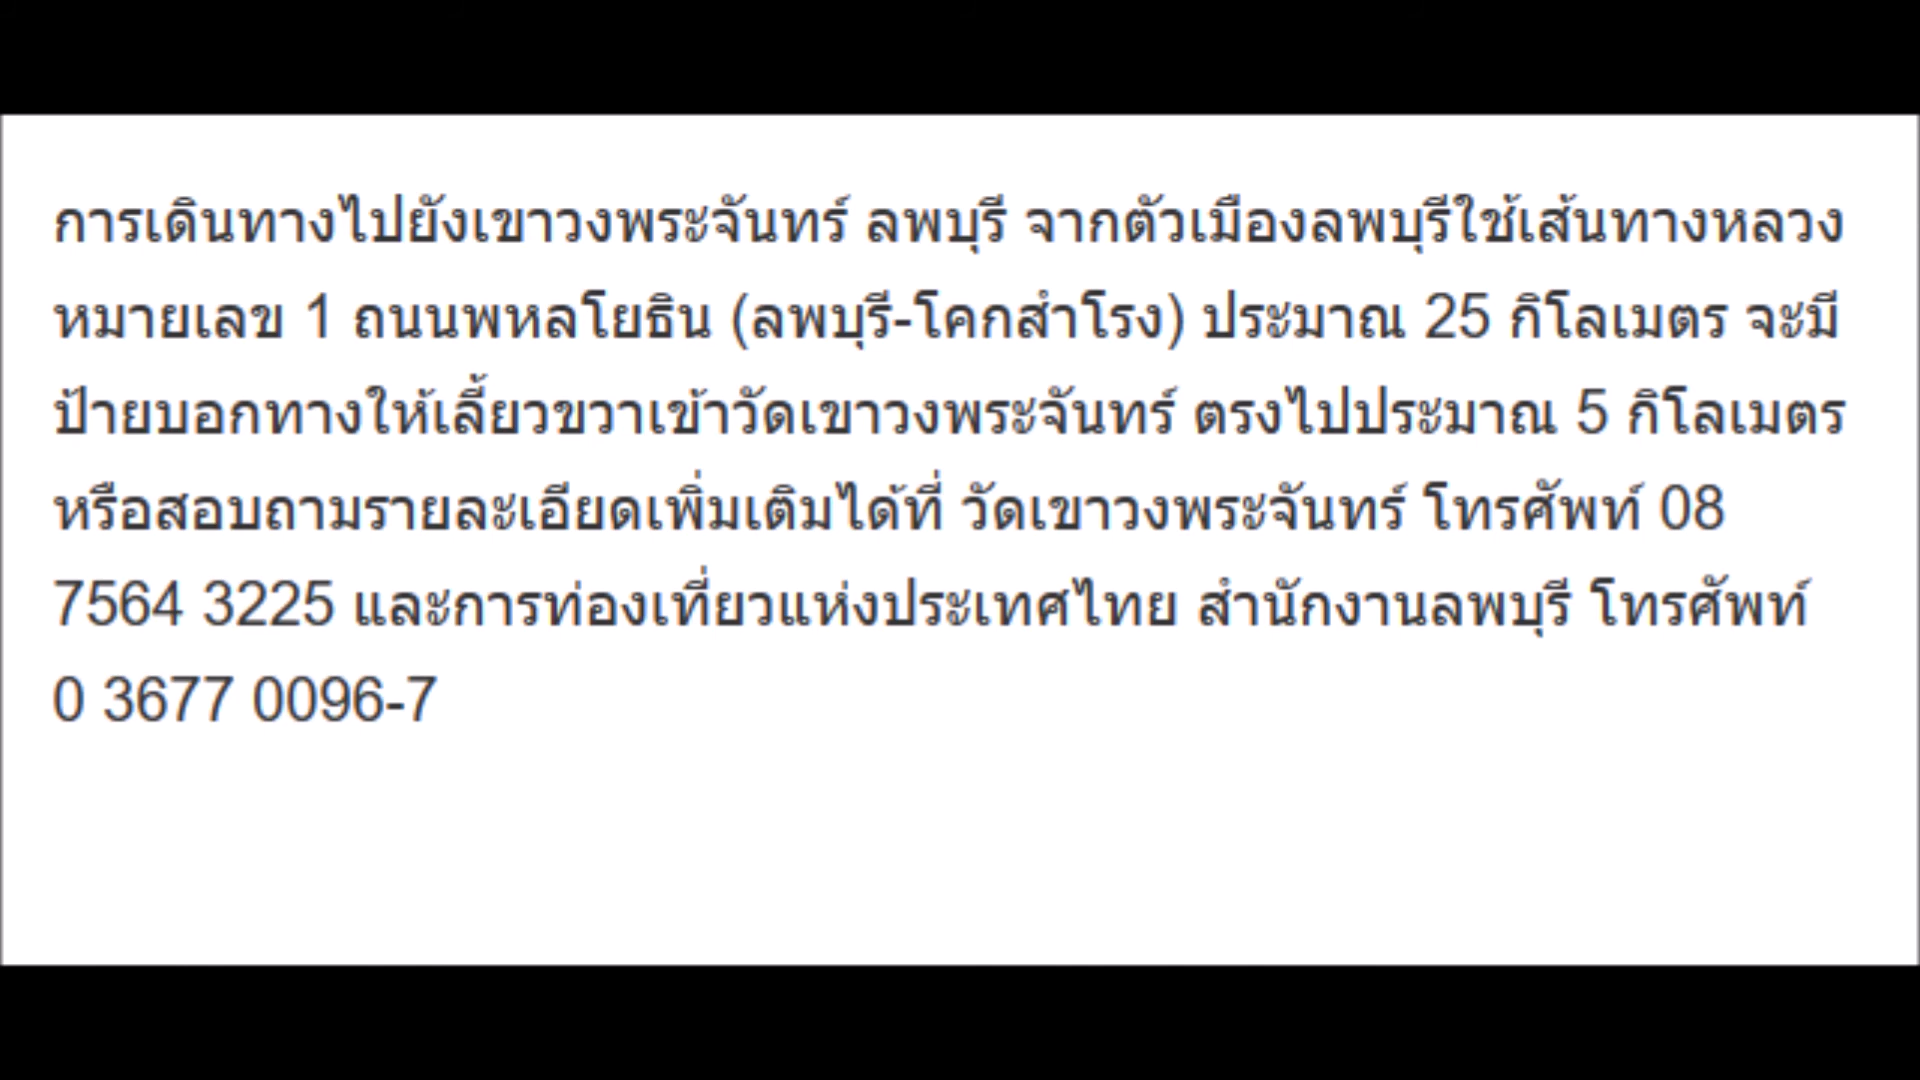 การเดินทางไปยังเขาวงพระจันทร์ ลพบุรี จากตัวเมืองลพบุรีใช้เส้นทางหลวง
หมายเลข 1 ถนนพหลโยธิน (ลพบุรี-โคกสำโรง) ประมาณ 25 กิโลเมตร จะมี
ป้ายบอกทางให้เลี้ยวขวาเข้าวัดเขาวงพระจันทร์ ตรงไปประมาณ 5 กิโลเมตร
หรือสอบถามรายละเอียดเพิ่มเติมได้ที่ วัดเขาวงพระจันทร์ โทรศัพท์ 08
7564 3225 และการท่องเที่ยวแห่งประเทศไทย สำนักงานลพบุรี โทรศัพท์
0 3677 0096-7